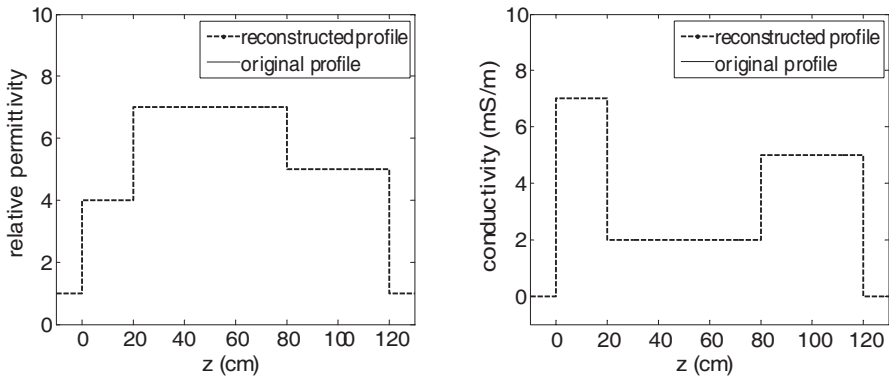 10
8
6
4
2
0
relative permittivity
reconstructed profile
original profile
0 20 40 60 80 100 120
z (cm)
10
8
6
4
2
0
conductivity (mS/m)
reconstructed profile
original profile
0 20 40 60 80 100 120
z (cm)